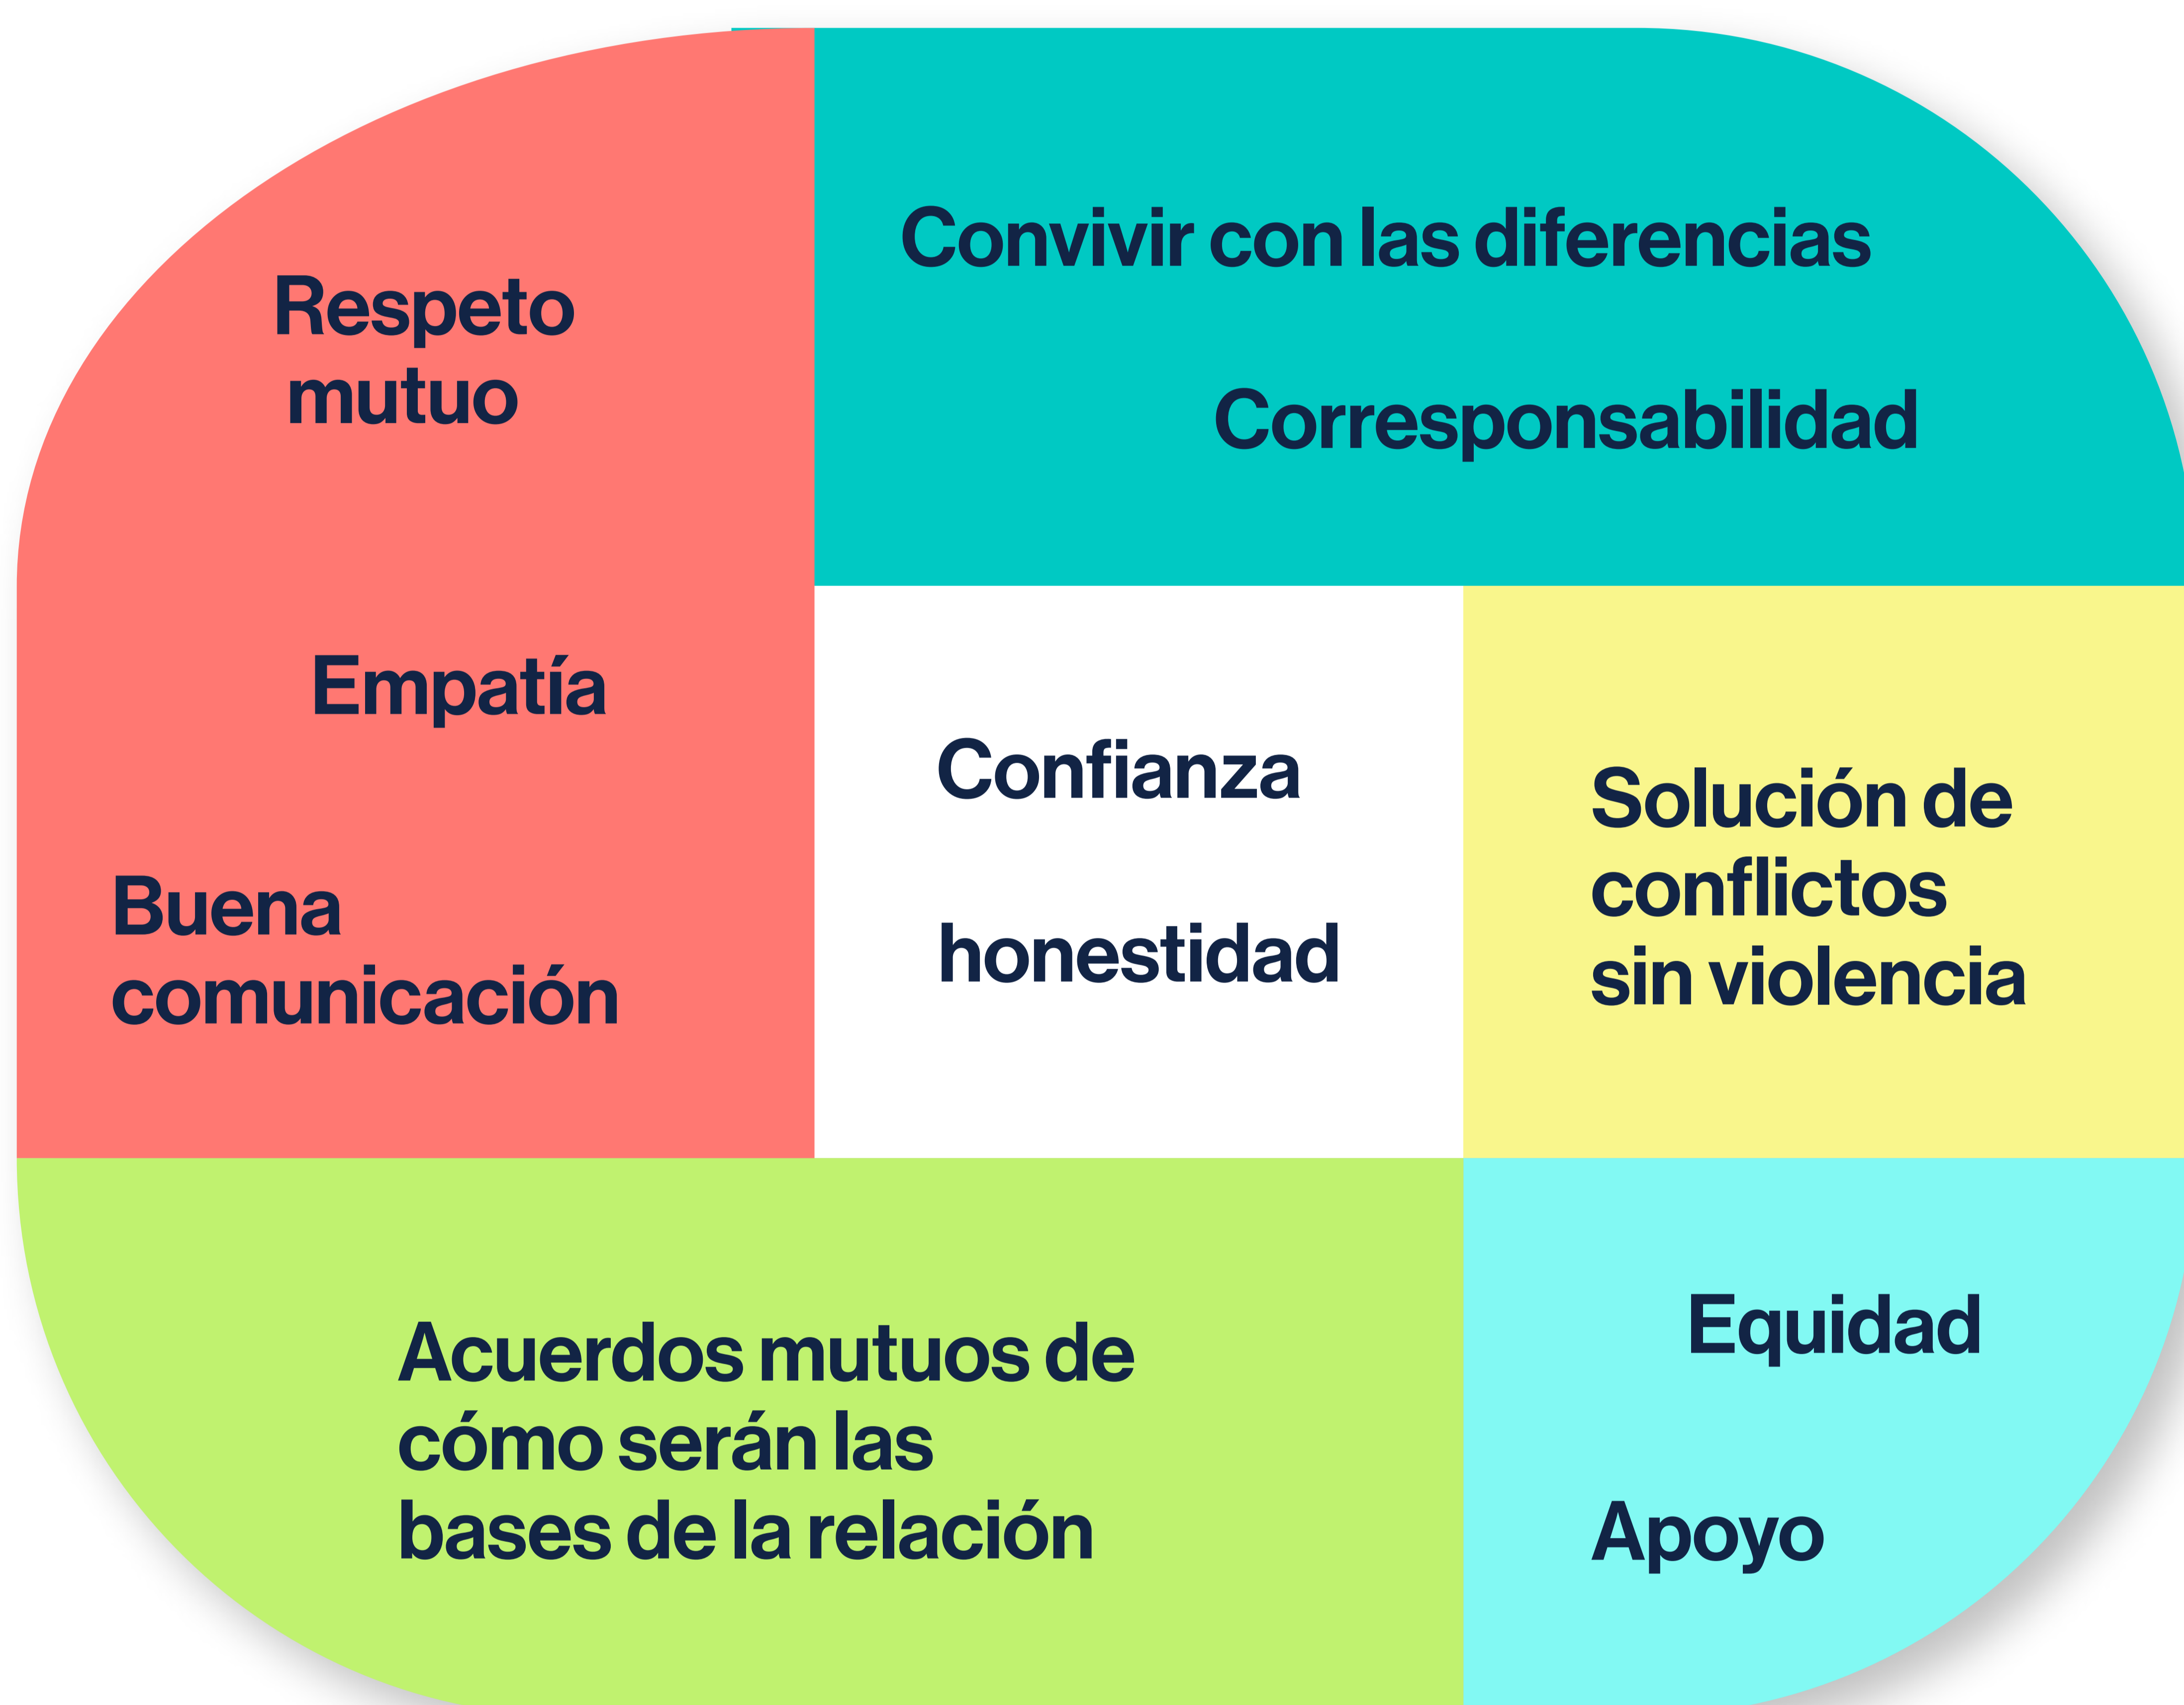 Respeto
mutuo
Empatía
Buena
comunicación
Convivir con las diferencias
Corresponsabilidad
Confianza
honestidad
Solución de
conflictos
sin violencia
Acuerdos mutuos de
cómo serán las
bases de la relación
Equidad
Apoyo